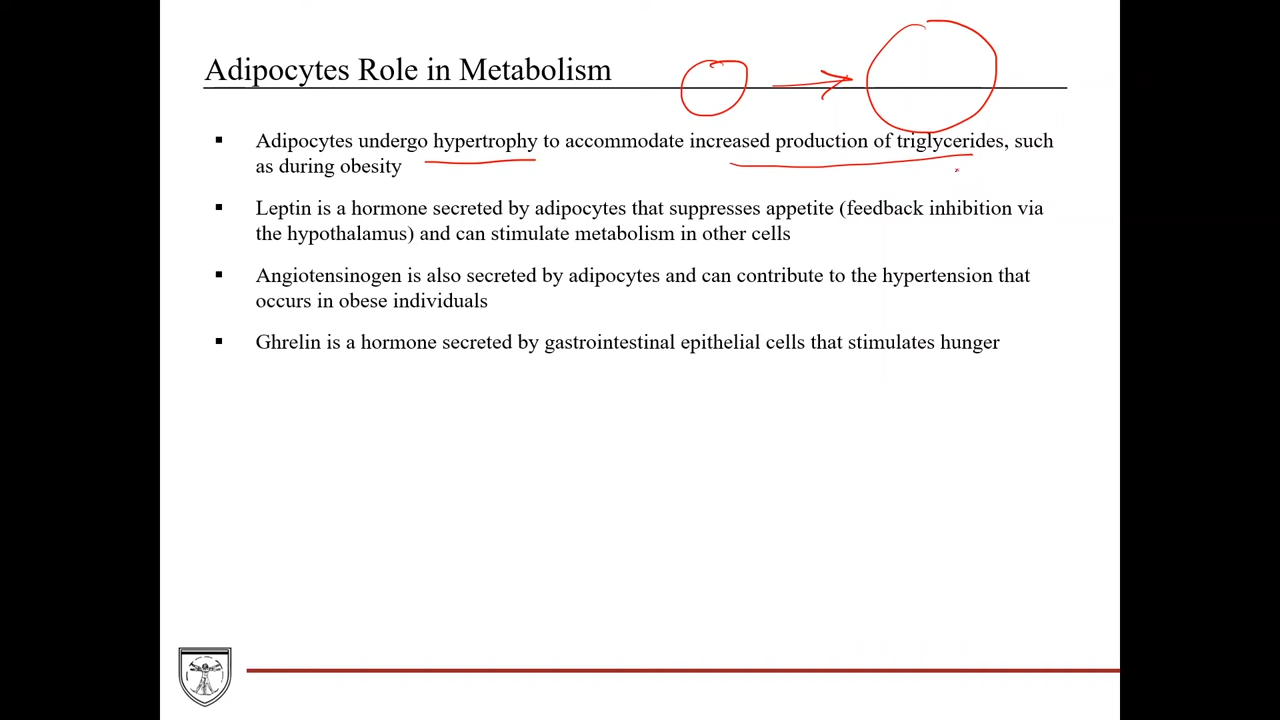 Adipocytes Role in Metabolism
▪ Adipocytes undergo hypertrophy to accommodate increased production of triglycerides, such
as during obesity
▪ Leptin is a hormone secreted by adipocytes that suppresses appetite (feedback inhibition via
the hypothalamus) and can stimulate metabolism in other cells
▪ Angiotensinogen is also secreted by adipocytes and can contribute to the hypertension that
occurs in obese individuals
▪ Ghrelin is a hormone secreted by gastrointestinal epithelial cells that stimulates hunger